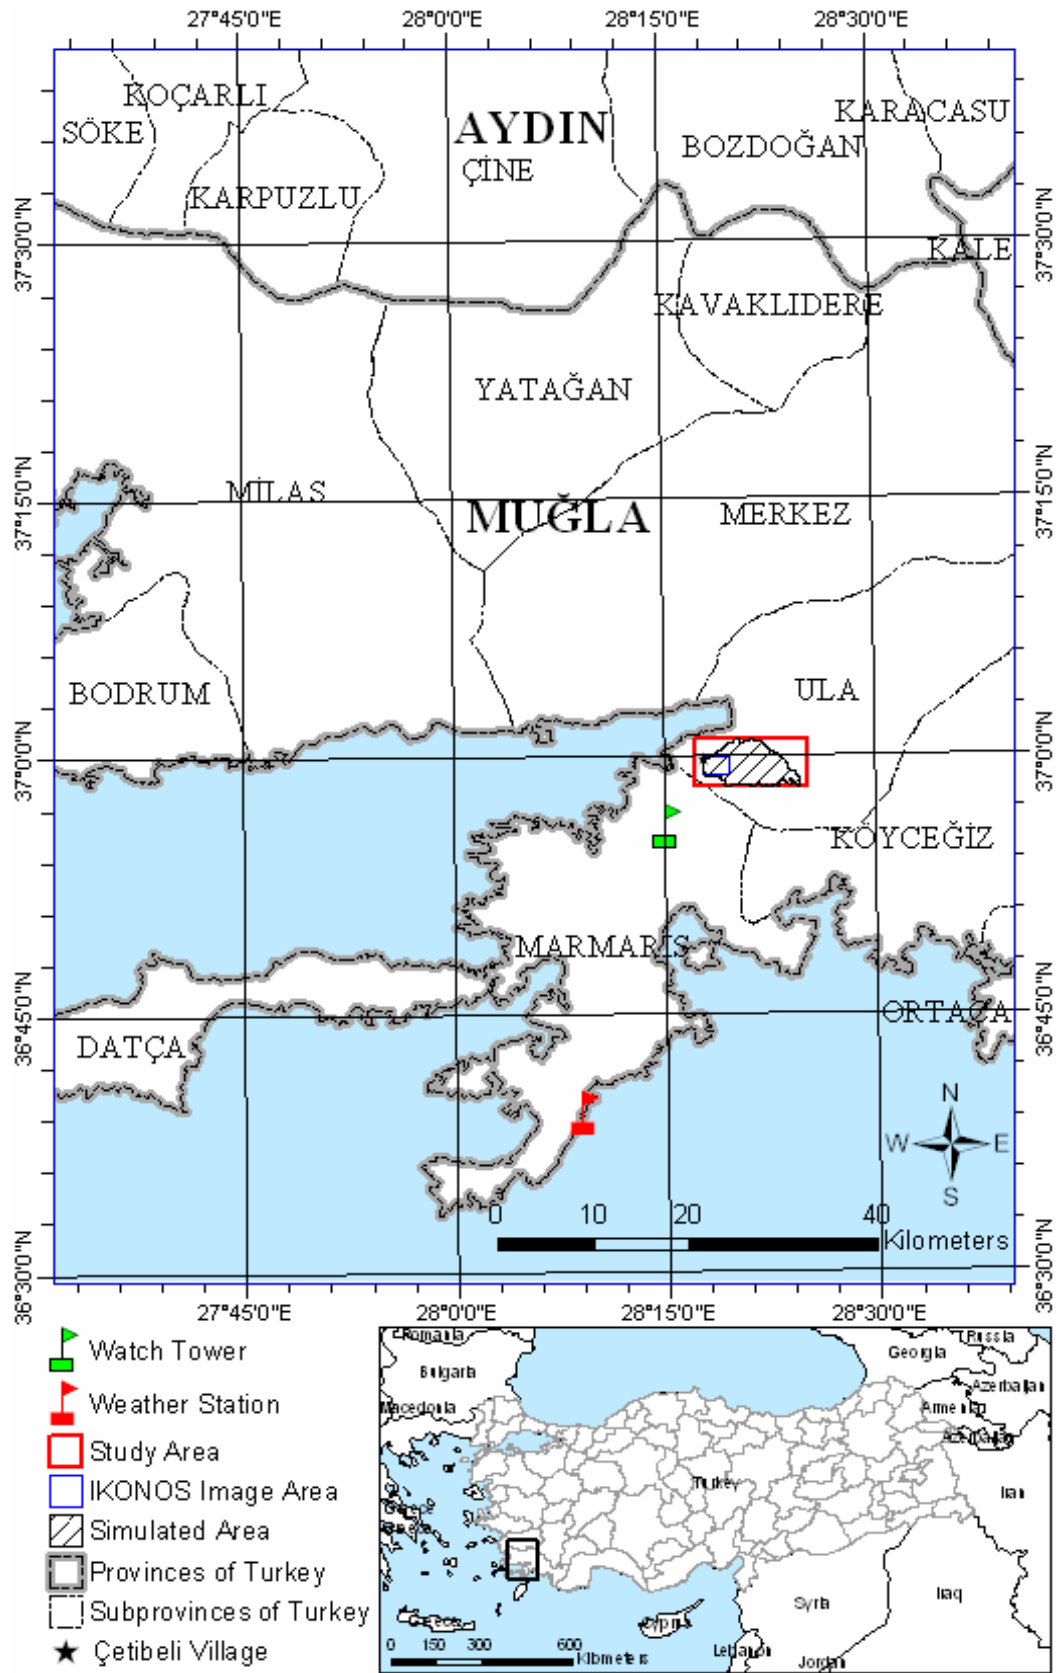 27°45'0"E 28°0'0"E 28°15'0"E 28°30'0"E
KOÇARLI
SÖKE
AYDIN
ÇİNE
KARACASU
BOZDOĞAN
KARPUZLU
37°30'0"N
37°30'0"N
KALE
KAVAKLIDERE
YATAĞAN
MİLAS
37°15'0"N
37°15'0"N
MUĞLA
MERKEZ
BODRUM
ULA
37°0'0"N
37°0'0"N
KÖYCEĞİZ
MARMARİS
36°45'0"N
36°45'0"N
ORTACA
DATÇA
N
W E
S
0 10 20 40
Kilometers
36°30'0"N
36°30'0"N
27°45'0"E 28°0'0"E 28°15'0"E 28°30'0"E
Watch Tower
Weather Station
Study Area
IKONOS Image Area
Simulated Area
Provinces of Turkey
Subprovinces of Turkey
Çetibeli Village
Romania
Bulgaria
Macedonia
Russia
Georgia
Azerbaijan
Armenia
Azerbaijan
Turkey
Iran
Greece
Greece
Greece
Cyprus
Syria
Iraq
Lebanon
Jordan
0 150 300 600
Kilometers